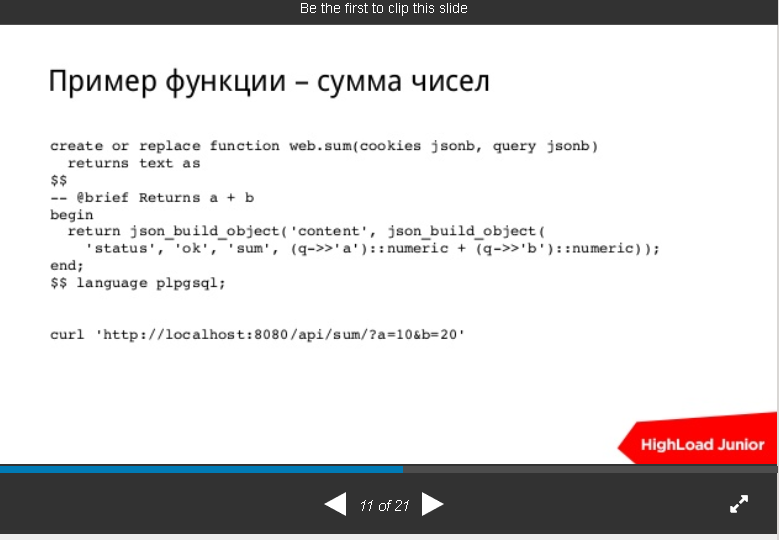 Be the first to clip this slide
Пример функции – сумма чисел
create or replace function web.sum(cookies jsonb, query jsonb)
returns text as
$$
-- @brief Returns a + b
begin
return json_build_object('content', json_build_object(
'status', 'ok', 'sum', (q->>'a')::numeric + (q->>'b')::numeric));
end;
$$ language plpgsql;
curl 'http://localhost:8080/api/sum/?a=10&b=20'
HighLoad Junior
11 of 21